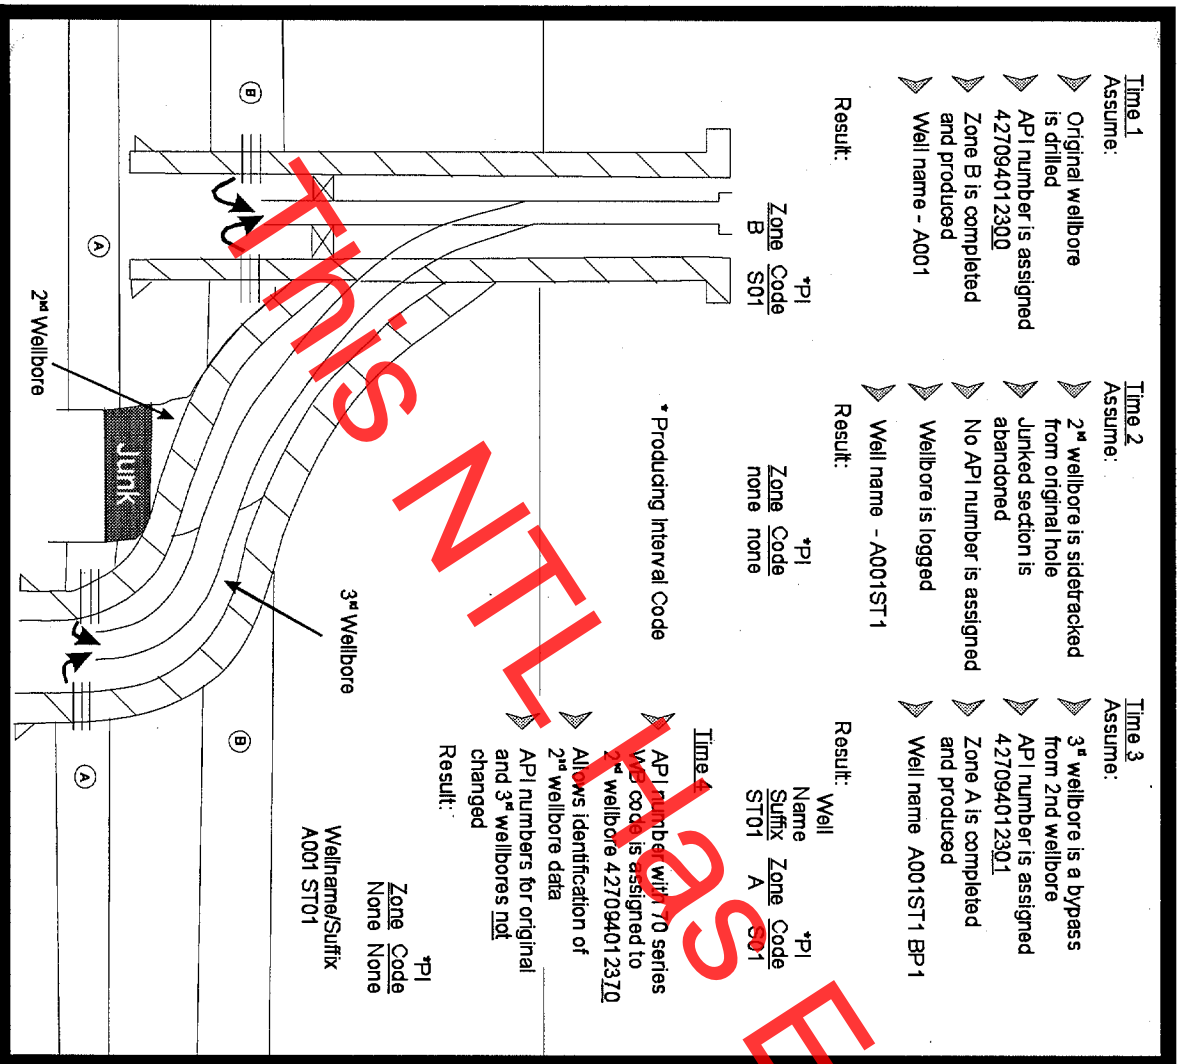 Time 1
Assume:
Original wellbore
is drilled
API number is assigned
427094012300
Zone B is completed
and produced
Well name - A001
Result:
*PI
Zone Code
B S01
Time 2
Assume:
2nd wellbore is sidetracked
from original hole
Junked section is
abandoned
No API number is assigned
Wellbore is logged
Well name - A001ST1
Result:
*PI
Zone Code
none none
* Producing Interval Code
Time 3
Assume:
3rd wellbore is a bypass
from 2nd wellbore
API number is assigned
427094012301
Zone A is completed
and produced
Well name A001ST1BP1
Result:
Well
Name *PI
Suffix Zone Code
ST01 A S01
Time 4
API number with 70 series
WB code is assigned to
2nd wellbore 427094012370
Allows identification of
2nd wellbore data
API numbers for original
and 3rd wellbores not
changed
Result:
*PI
Zone Code
None None
Wellname/Suffix
A001 ST01
B
A
2nd Wellbore
Junk
3rd Wellbore
B
A
This NTL Has E